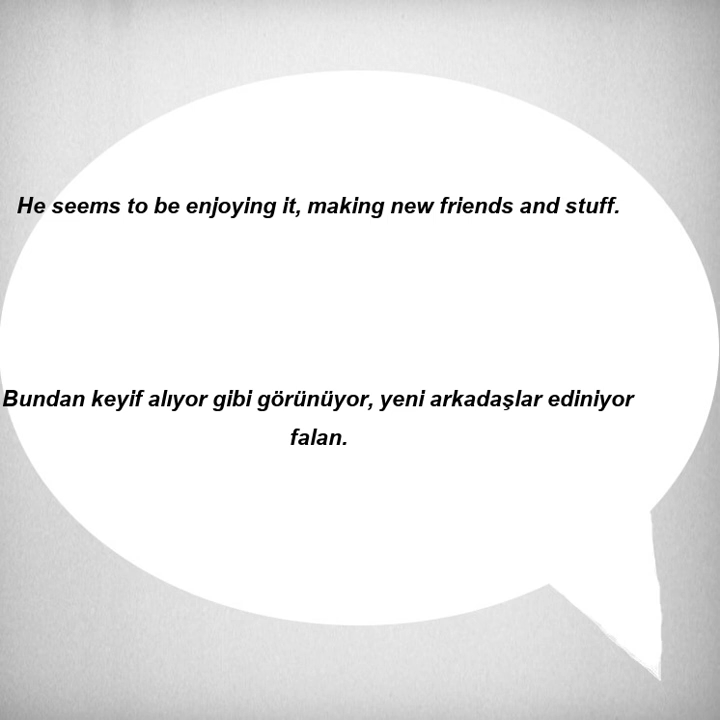 He seems to be enjoying it, making new friends and stuff.
Bundan keyif alıyor gibi görünüyor, yeni arkadaşlar ediniyor
falan.